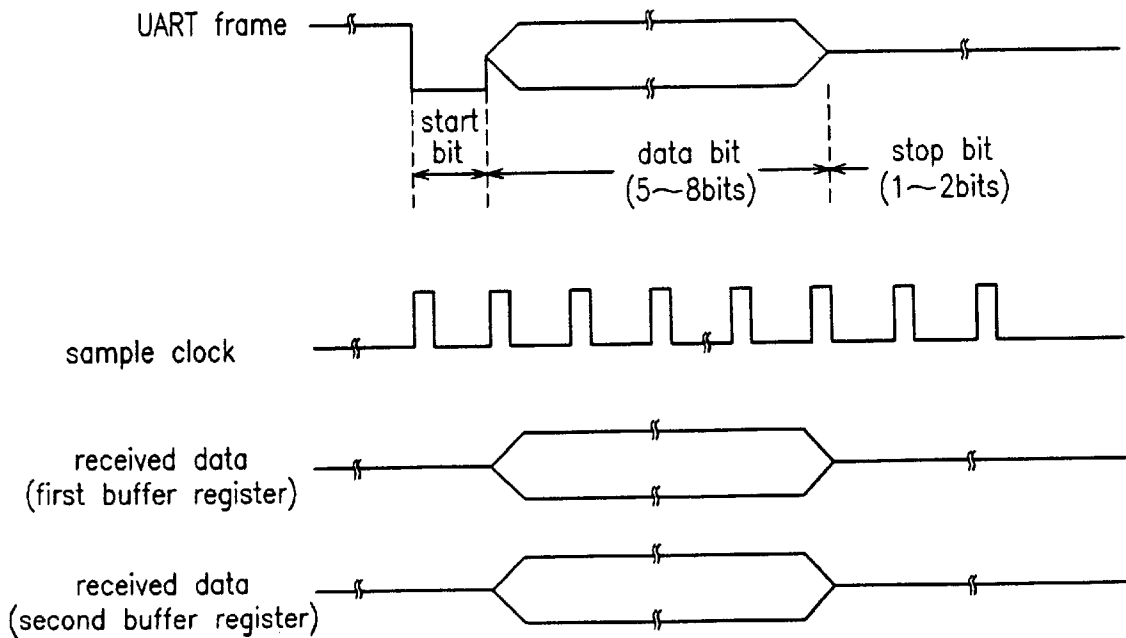 UART frame
start
bit
data bit
(5~8bits)
stop bit
(1~2bits)
sample clock
received data
(first buffer register)
received data
(second buffer register)